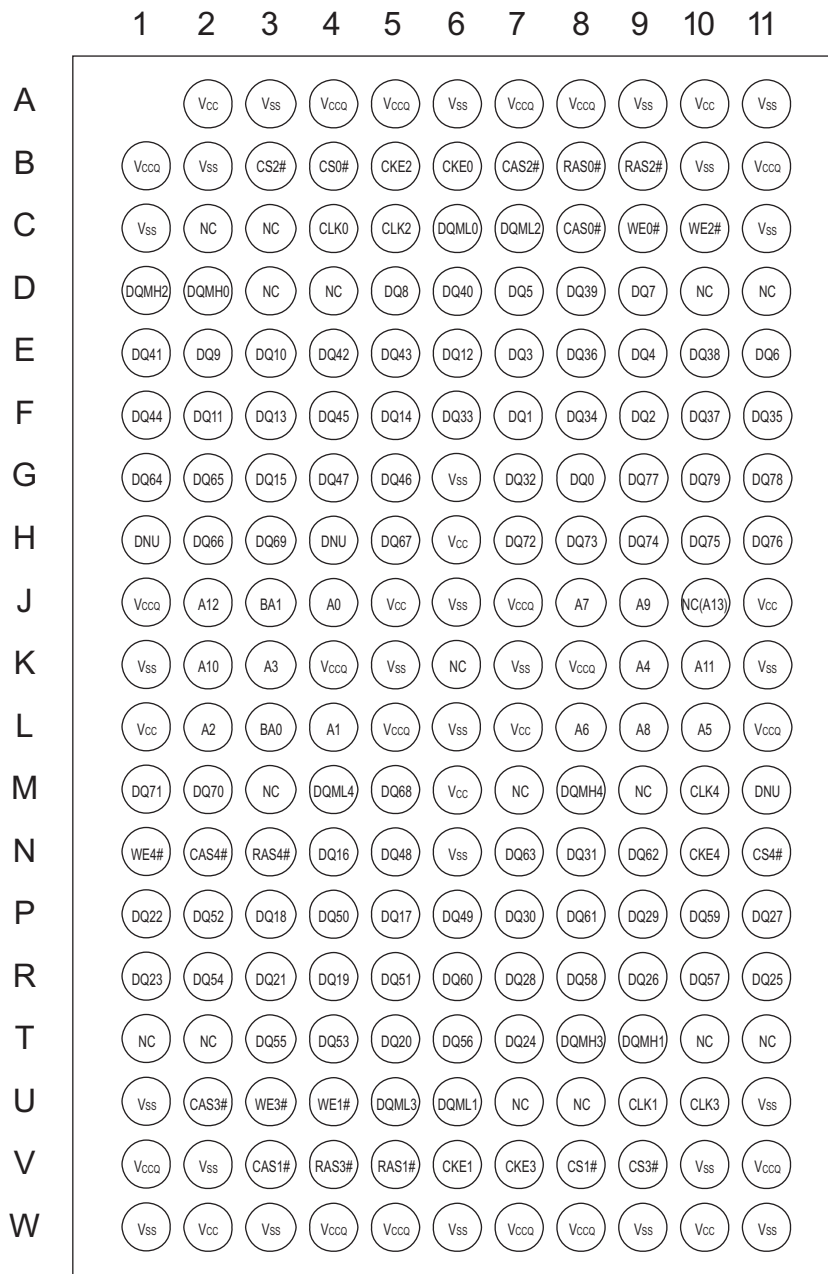 1 2 3 4 5 6 7 8 9 10 11
A Vcc Vss VccQ VccQ Vss VccQ VccQ Vss Vcc Vss
B VccQ Vss CS2# CS0# CKE2 CKE0 CAS2# RAS0# RAS2# Vss VccQ
C Vss NC NC CLK0 CLK2 DQML0 DQML2 CAS0# WE0# WE2# Vss
D DQMH2 DQMH0 NC NC DQ8 DQ40 DQ5 DQ39 DQ7 NC NC
E DQ41 DQ9 DQ10 DQ42 DQ43 DQ12 DQ3 DQ36 DQ4 DQ38 DQ6
F DQ44 DQ11 DQ13 DQ45 DQ14 DQ33 DQ1 DQ34 DQ2 DQ37 DQ35
G DQ64 DQ65 DQ15 DQ47 DQ46 Vss DQ32 DQ0 DQ77 DQ79 DQ78
H DNU DQ66 DQ69 DNU DQ67 Vcc DQ72 DQ73 DQ74 DQ75 DQ76
J VccQ A12 BA1 A0 Vcc Vss VccQ A7 A9 NC(A13) Vcc
K Vss A10 A3 VccQ Vss NC Vss VccQ A4 A11 Vss
L Vcc A2 BA0 A1 VccQ Vss Vcc A6 A8 A5 VccQ
M DQ71 DQ70 NC DQML4 DQ68 Vcc NC DQMH4 NC CLK4 DNU
N WE4# CAS4# RAS4# DQ16 DQ48 Vss DQ63 DQ31 DQ62 CKE4 CS4#
P DQ22 DQ52 DQ18 DQ50 DQ17 DQ49 DQ30 DQ61 DQ29 DQ59 DQ27
R DQ23 DQ54 DQ21 DQ19 DQ51 DQ60 DQ28 DQ58 DQ26 DQ57 DQ25
T NC NC DQ55 DQ53 DQ20 DQ56 DQ24 DQMH3 DQMH1 NC NC
U Vss CAS3# WE3# WE1# DQML3 DQML1 NC NC CLK1 CLK3 Vss
V VccQ Vss CAS1# RAS3# RAS1# CKE1 CKE3 CS1# CS3# Vss VccQ
W Vss Vcc Vss VccQ VccQ Vss VccQ VccQ Vss Vcc Vss